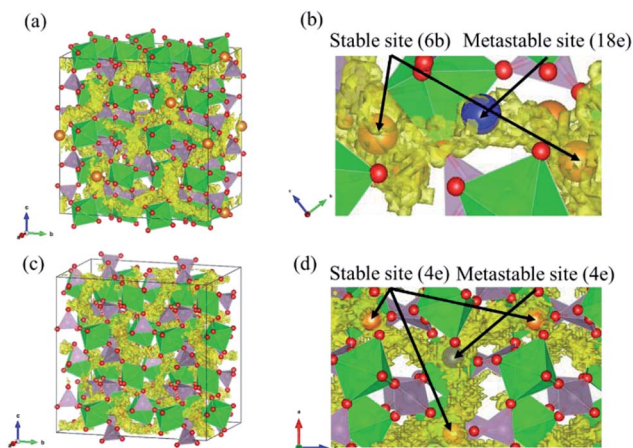 (a)
(b)
Stable site (6b) Metastable site (18e)
c
b
(c)
(d)
Stable site (4e) Metastable site (4e)
c
b
a